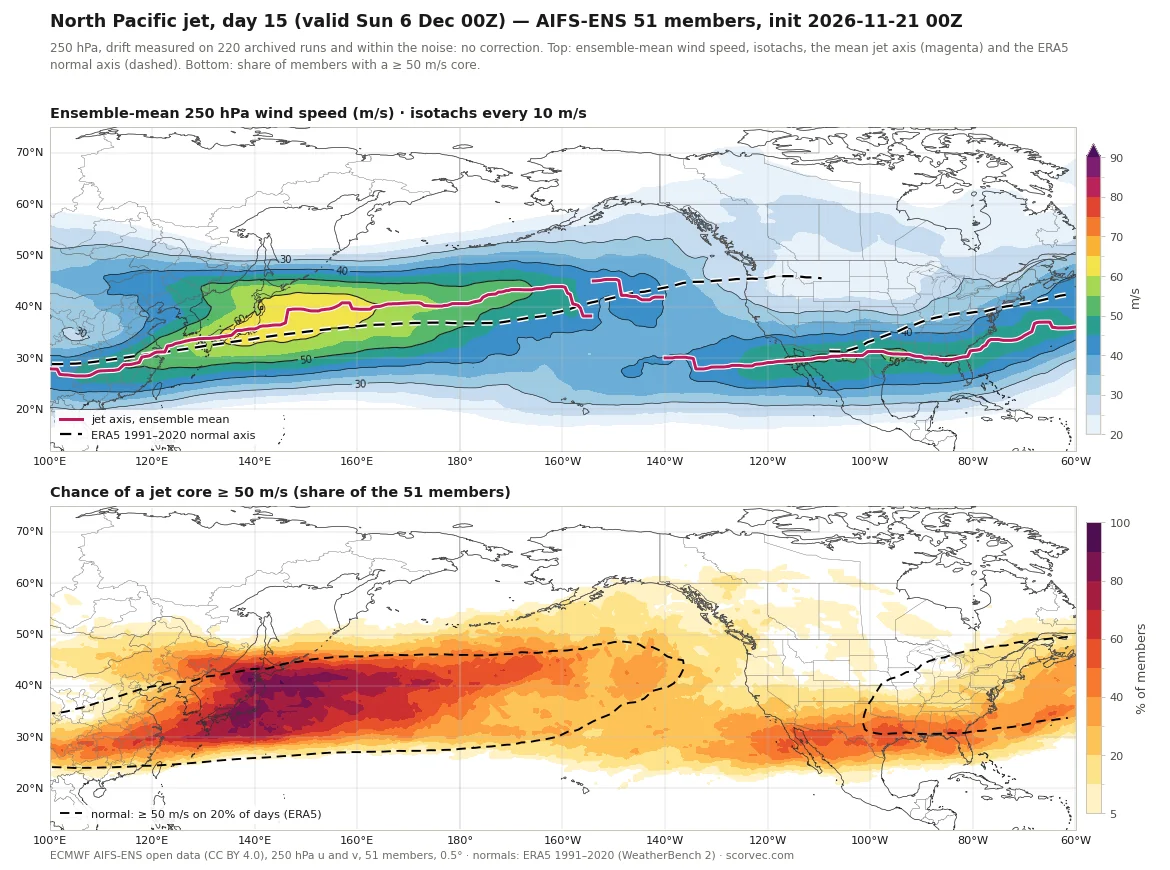 North Pacific jet, day 15 (valid Sun 6 Dec 00Z) — AIFS-ENS 51 members, init 2026-11-21 00Z
250 hPa, drift measured on 220 archived runs and within the noise: no correction. Top: ensemble-mean wind speed, isotachs, the mean jet axis (magenta) and the ERA5
normal axis (dashed). Bottom: share of members with a ≥ 50 m/s core.
Ensemble-mean 250 hPa wind speed (m/s) · isotachs every 10 m/s
70°N
60°N
50°N
40°N
30°N
20°N
30
40
60
30
50
30
50
jet axis, ensemble mean
ERA5 1991–2020 normal axis
100°E 120°E 140°E 160°E 180° 160°W 140°W 120°W 100°W 80°W 60°W
90
80
70
60
50
40
30
20
m/s
Chance of a jet core ≥ 50 m/s (share of the 51 members)
70°N
60°N
50°N
40°N
30°N
20°N
normal: ≥ 50 m/s on 20% of days (ERA5)
100°E 120°E 140°E 160°E 180° 160°W 140°W 120°W 100°W 80°W 60°W
100
80
60
40
20
5
% of members
ECMWF AIFS-ENS open data (CC BY 4.0), 250 hPa u and v, 51 members, 0.5° · normals: ERA5 1991–2020 (WeatherBench 2) · scorvec.com